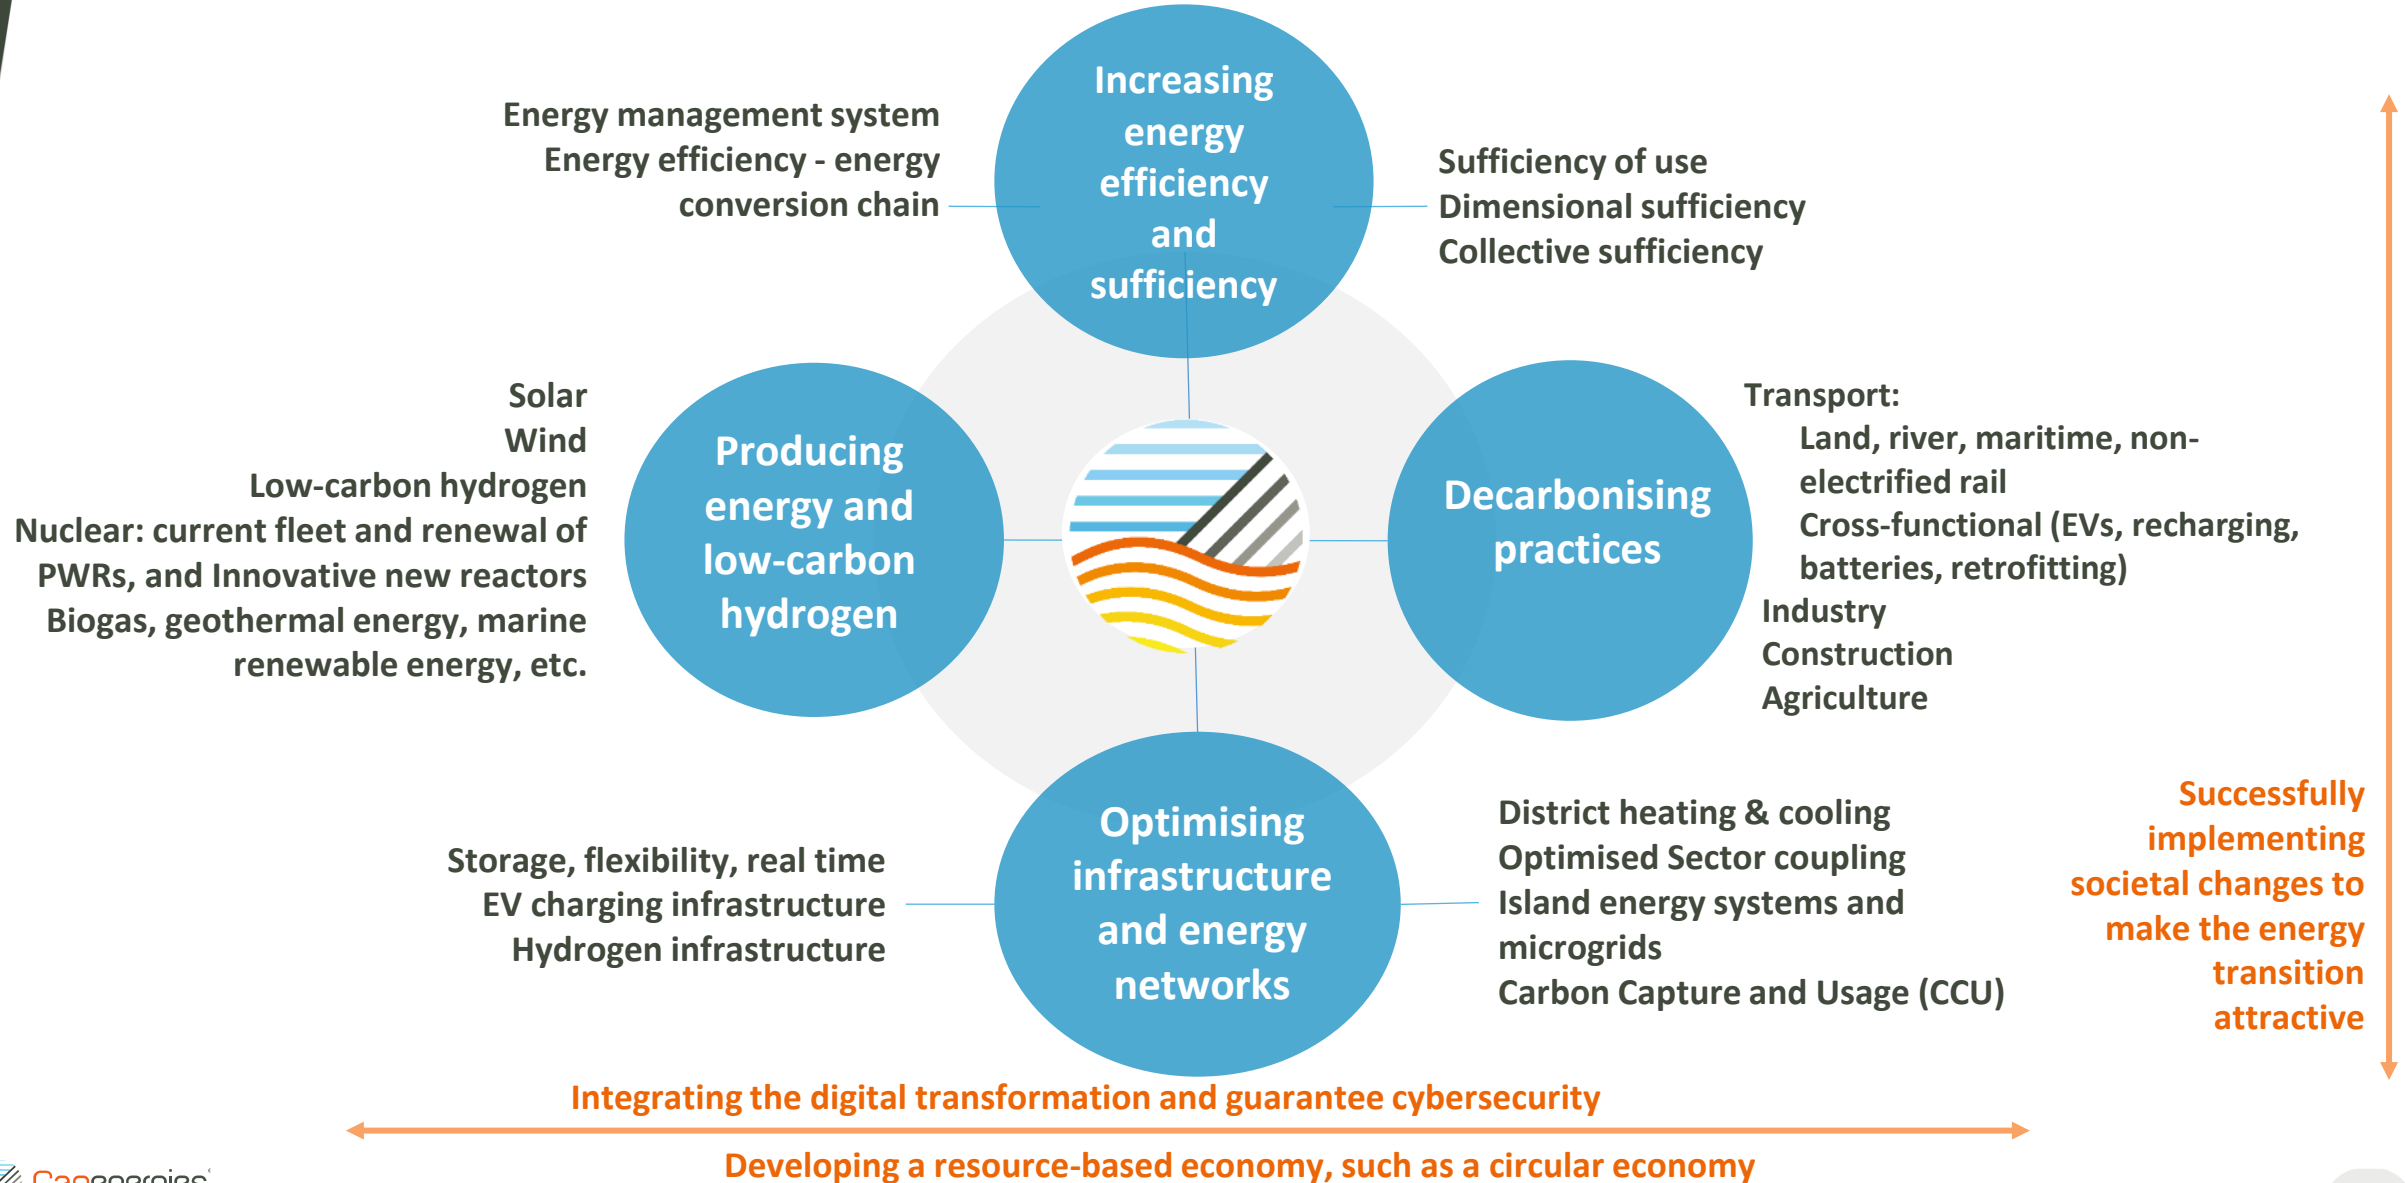 Increasing
energy
efficiency
and
sufficiency
Energy management system
Energy efficiency - energy
conversion chain
Sufficiency of use
Dimensional sufficiency
Collective sufficiency
Solar
Wind
Low-carbon hydrogen
Nuclear: current fleet and renewal of
PWRs, and Innovative new reactors
Biogas, geothermal energy, marine
renewable energy, etc.
Producing
energy and
low-carbon
hydrogen
Decarbonising
practices
Transport:
Land, river, maritime, non-
electrified rail
Cross-functional (EVs, recharging,
batteries, retrofitting)
Industry
Construction
Agriculture
Storage, flexibility, real time
EV charging infrastructure
Hydrogen infrastructure
Optimising
infrastructure
and energy
networks
District heating & cooling
Optimised Sector coupling
Island energy systems and
microgrids
Carbon Capture and Usage (CCU)
Successfully
implementing
societal changes to
make the energy
transition
attractive
Integrating the digital transformation and guarantee cybersecurity
Developing a resource-based economy, such as a circular economy
Capenergies